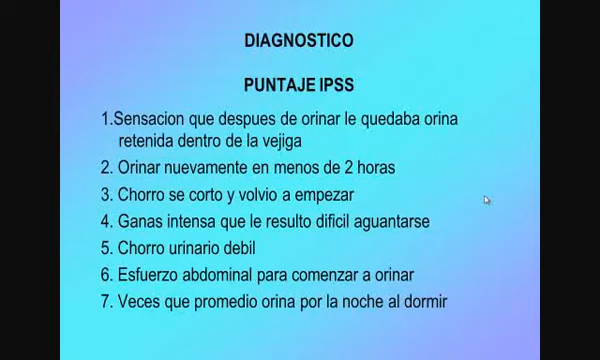 DIAGNOSTICO
PUNTAJE IPSS
1.Sensacion que despues de orinar le quedaba orina
retenida dentro de la vejiga
2. Orinar nuevamente en menos de 2 horas
3. Chorro se corto y volvio a empezar
4. Ganas intensa que le resulto dificil aguantarse
5. Chorro urinario debil
6. Esfuerzo abdominal para comenzar a orinar
7. Veces que promedio orina por la noche al dormir